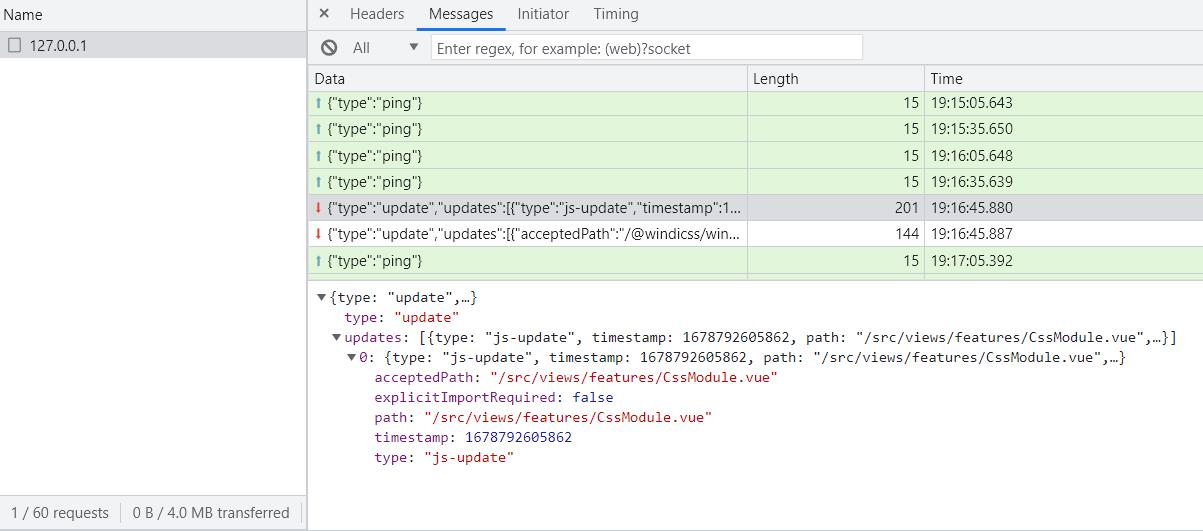 Name
127.0.0.1
1 / 60 requests 0 B / 4.0 MB transferred
× Headers Messages Initiator Timing
All ▼ Enter regex, for example: (web)?socket
Data Length Time
⬆ {"type":"ping"} 15 19:15:05.643
⬆ {"type":"ping"} 15 19:15:35.650
⬆ {"type":"ping"} 15 19:16:05.648
⬆ {"type":"ping"} 15 19:16:35.639
⬇ {"type":"update","updates":[{"type":"js-update","timestamp":1... 201 19:16:45.880
⬇ {"type":"update","updates":[{"acceptedPath":"/@windicss/win... 144 19:16:45.887
⬆ {"type":"ping"} 15 19:17:05.392
▼{type: "update",…}
type: "update"
▼updates: [{type: "js-update", timestamp: 1678792605862, path: "/src/views/features/CssModule.vue",…}]
▼0: {type: "js-update", timestamp: 1678792605862, path: "/src/views/features/CssModule.vue",…}
acceptedPath: "/src/views/features/CssModule.vue"
explicitImportRequired: false
path: "/src/views/features/CssModule.vue"
timestamp: 1678792605862
type: "js-update"